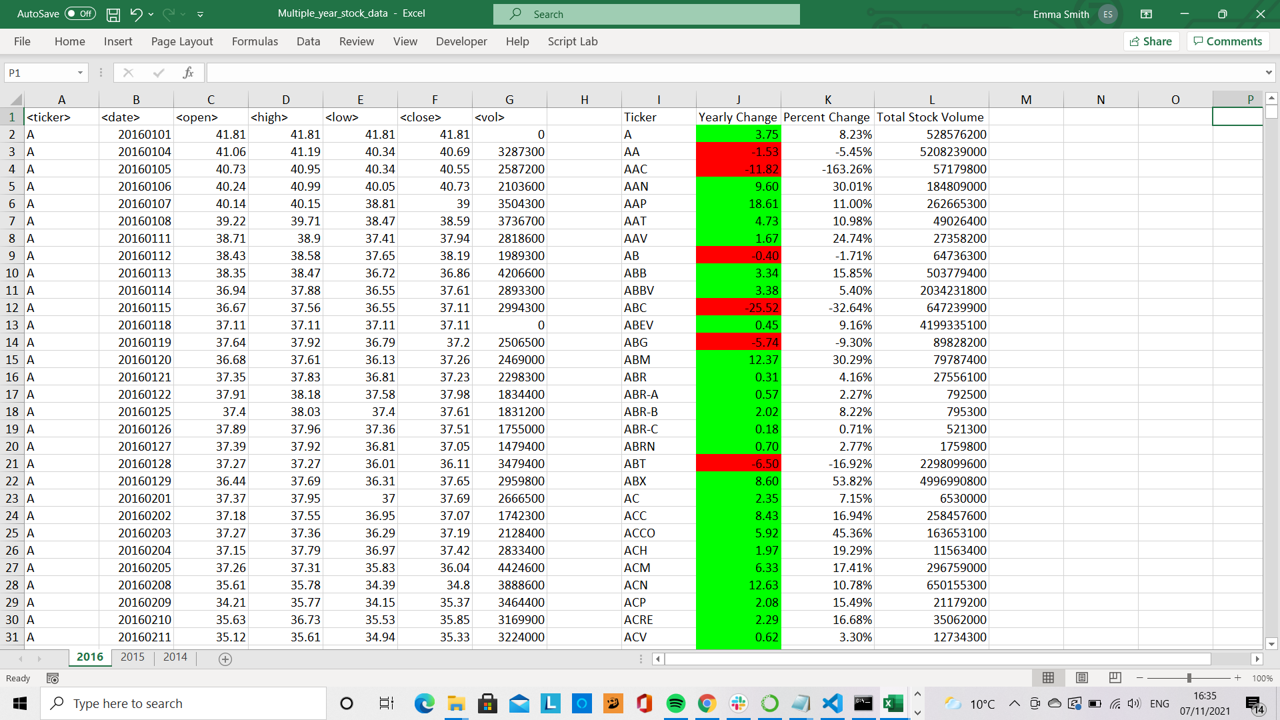 AutoSave Off Multiple_year_stock_data - Excel Search Emma Smith ES
File Home Insert Page Layout Formulas Data Review View Developer Help Script Lab Share Comments
P1 fx
A B C D E F G H I J K L M N O P
1 <ticker> <date> <open> <high> <low> <close> <vol> Ticker Yearly Change Percent Change Total Stock Volume
2 A 20160101 41.81 41.81 41.81 41.81 0 A 3.75 8.23% 528576200
3 A 20160104 41.06 41.19 40.34 40.69 3287300 AA -1.53 -5.45% 5208239000
4 A 20160105 40.73 40.95 40.34 40.55 2587200 AAC -11.82 -163.26% 57179800
5 A 20160106 40.24 40.99 40.05 40.73 2103600 AAN 9.60 30.01% 184809000
6 A 20160107 40.14 40.15 38.81 39 3504300 AAP 18.61 11.00% 262665300
7 A 20160108 39.22 39.71 38.47 38.59 3736700 AAT 4.73 10.98% 49026400
8 A 20160111 38.71 38.9 37.41 37.94 2818600 AAV 1.67 24.74% 27358200
9 A 20160112 38.43 38.58 37.65 38.19 1989300 AB -0.40 -1.71% 64736300
10 A 20160113 38.35 38.47 36.72 36.86 4206600 ABB 3.34 15.85% 503779400
11 A 20160114 36.94 37.88 36.55 37.61 2893300 ABBV 3.38 5.40% 2034231800
12 A 20160115 36.67 37.56 36.55 37.11 2994300 ABC -25.52 -32.64% 647239900
13 A 20160118 37.11 37.11 37.11 37.11 0 ABEV 0.45 9.16% 4199335100
14 A 20160119 37.64 37.92 36.79 37.2 2506500 ABG -5.74 -9.30% 89828200
15 A 20160120 36.68 37.61 36.13 37.26 2469000 ABM 12.37 30.29% 79787400
16 A 20160121 37.35 37.83 36.81 37.23 2298300 ABR 0.31 4.16% 27556100
17 A 20160122 37.91 38.18 37.58 37.98 1834400 ABR-A 0.57 2.27% 792500
18 A 20160125 37.4 38.03 37.4 37.61 1831200 ABR-B 2.02 8.22% 795300
19 A 20160126 37.89 37.96 37.36 37.51 1755000 ABR-C 0.18 0.71% 521300
20 A 20160127 37.39 37.92 36.81 37.05 1479400 ABRN 0.70 2.77% 1759800
21 A 20160128 37.27 37.27 36.01 36.11 3479400 ABT -6.50 -16.92% 2298099600
22 A 20160129 36.44 37.69 36.31 37.65 2959800 ABX 8.60 53.82% 4996990800
23 A 20160201 37.37 37.95 37 37.69 2666500 AC 2.35 7.15% 6530000
24 A 20160202 37.18 37.55 36.95 37.07 1742300 ACC 8.43 16.94% 258457600
25 A 20160203 37.27 37.36 36.29 37.19 2128400 ACCO 5.92 45.36% 163653100
26 A 20160204 37.15 37.79 36.97 37.42 2833400 ACH 1.97 19.29% 11563400
27 A 20160205 37.26 37.31 35.83 36.04 4424600 ACM 6.33 17.41% 296759000
28 A 20160208 35.61 35.78 34.39 34.8 3888600 ACN 12.63 10.78% 650155300
29 A 20160209 34.21 35.77 34.15 35.37 3464400 ACP 2.08 15.49% 21179200
30 A 20160210 35.63 36.73 35.53 35.85 3169900 ACRE 2.29 16.68% 35062000
31 A 20160211 35.12 35.61 34.94 35.33 3224000 ACV 0.62 3.30% 12734300
2016 2015 2014
Ready 100%
Type here to search 10°C ENG 16:35
07/11/2021 14